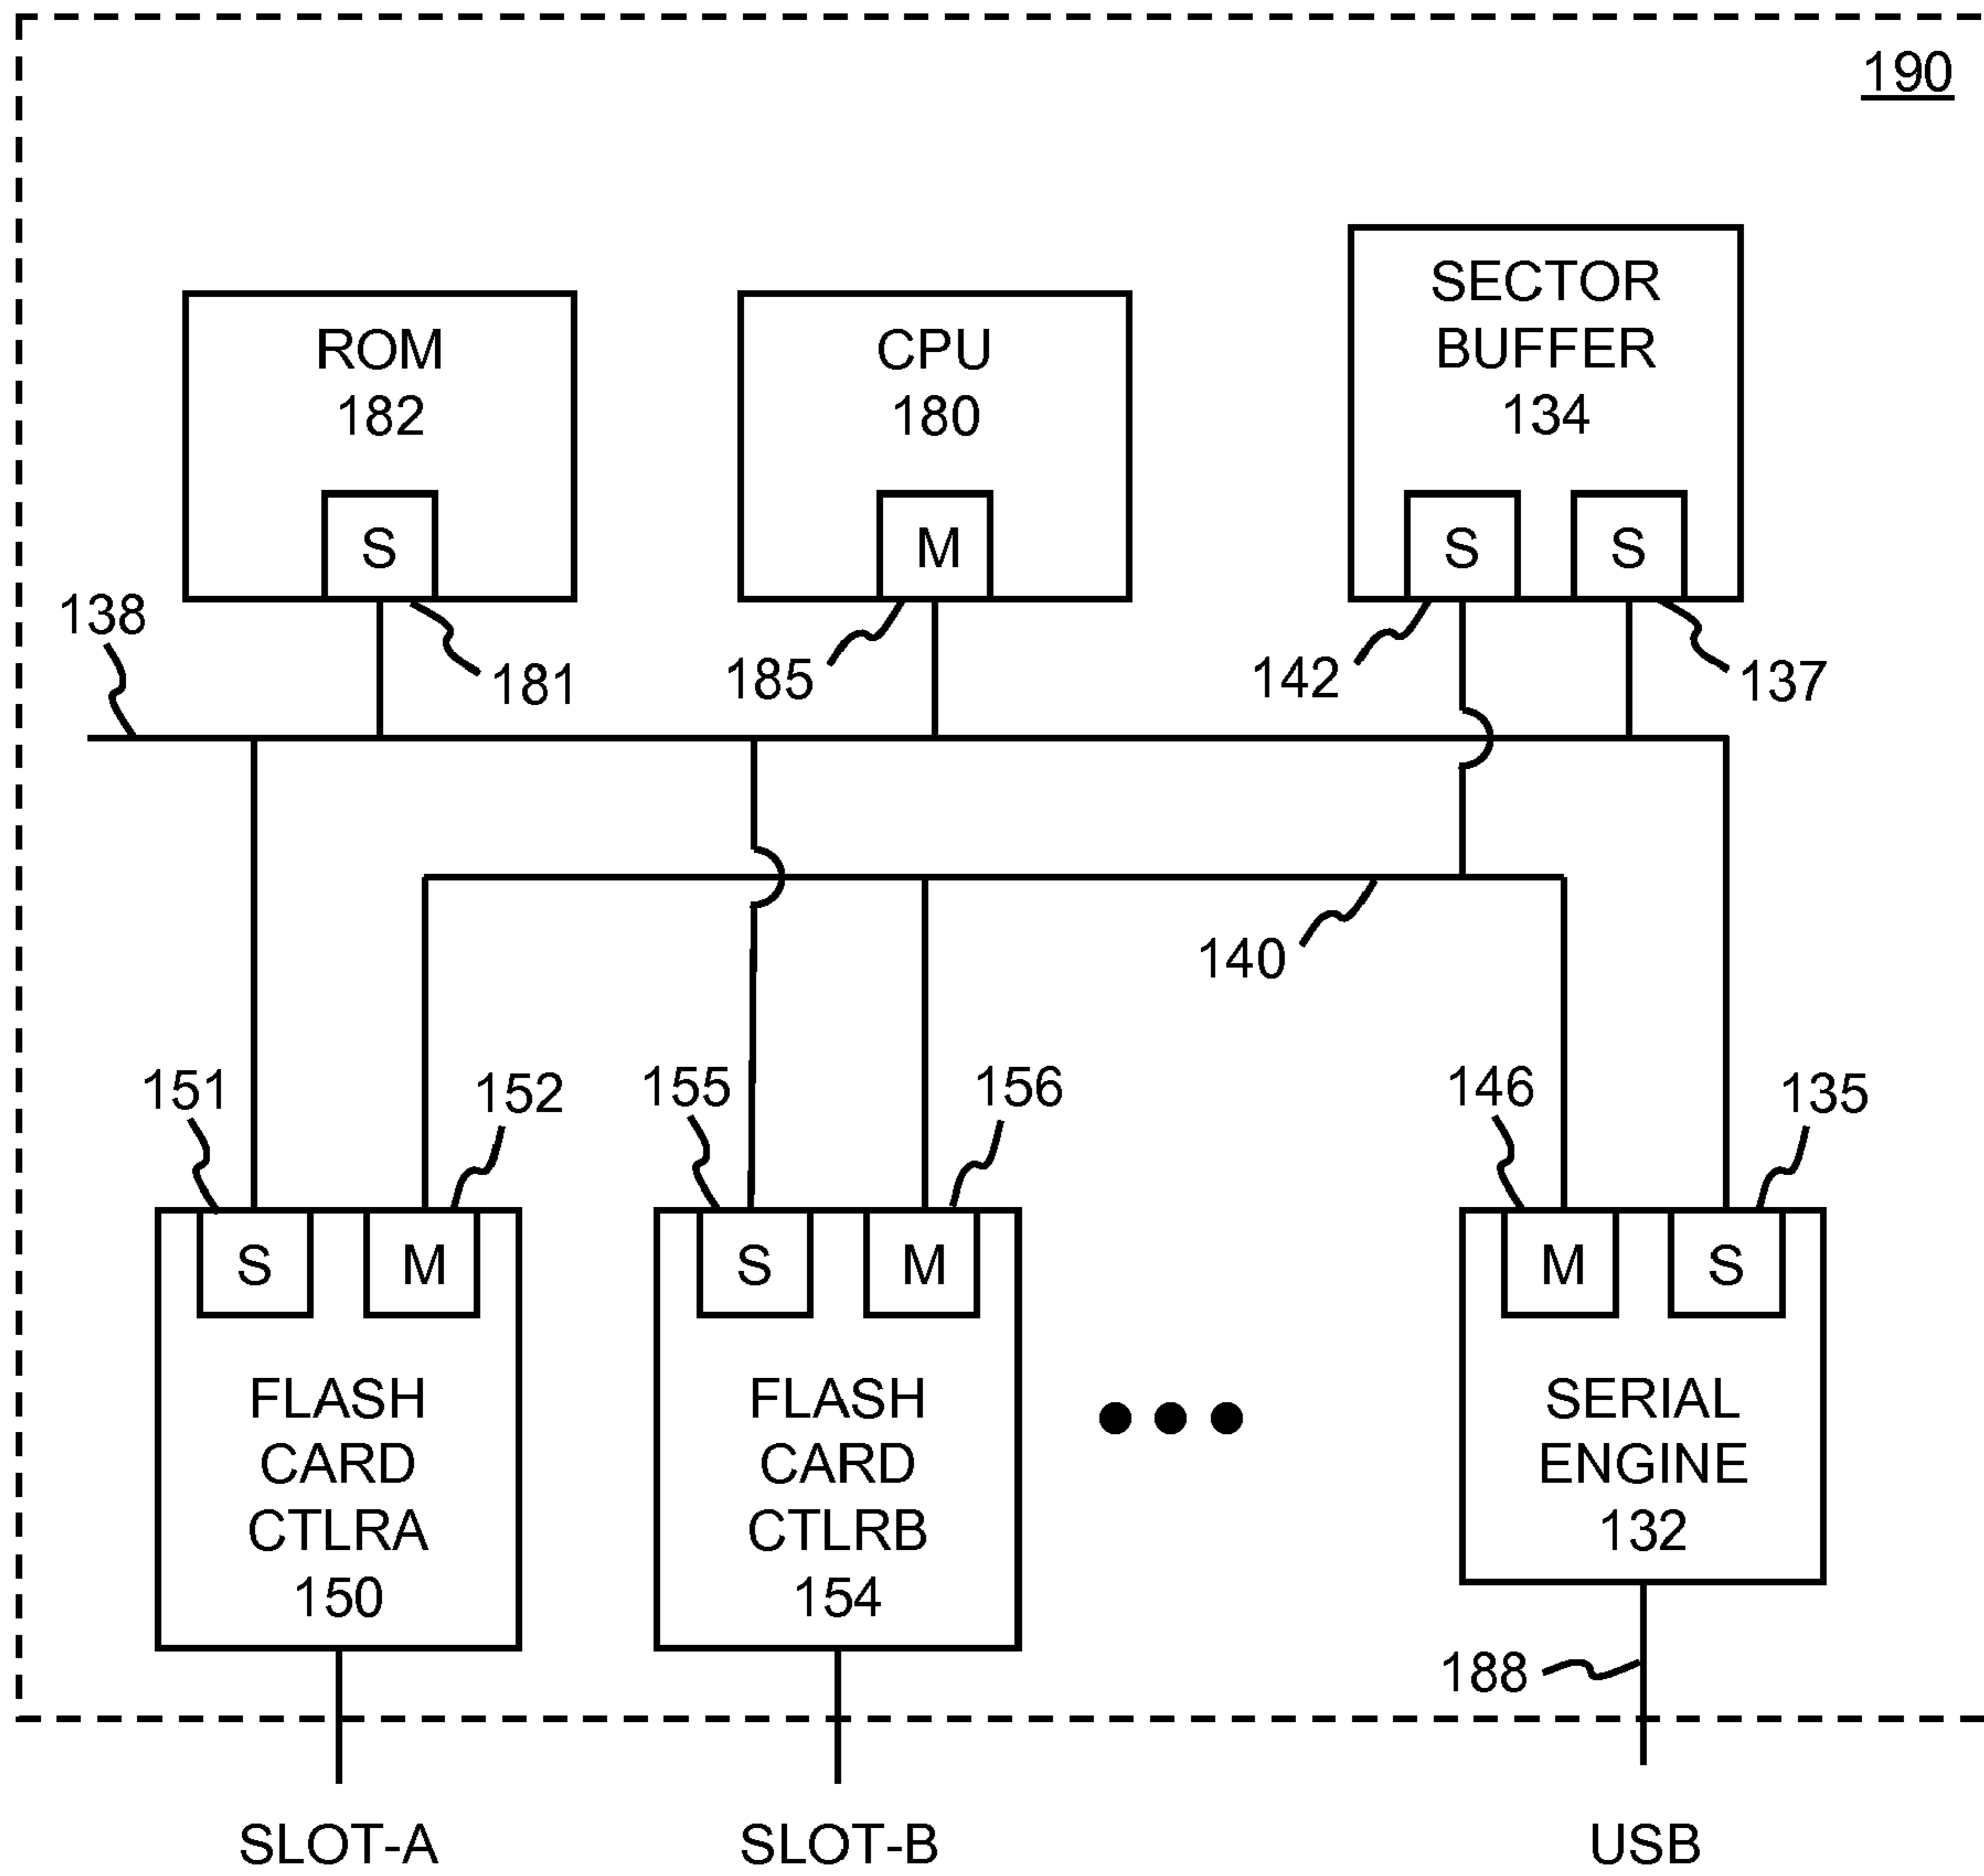 190
ROM
182
S
CPU
180
M
SECTOR
BUFFER
134
S
S
138
181
185
142
137
140
151
152
155
156
146
135
S
M
FLASH
CARD
CTLRA
150
S
M
FLASH
CARD
CTLRB
154
M
S
SERIAL
ENGINE
132
188
SLOT-A
SLOT-B
USB